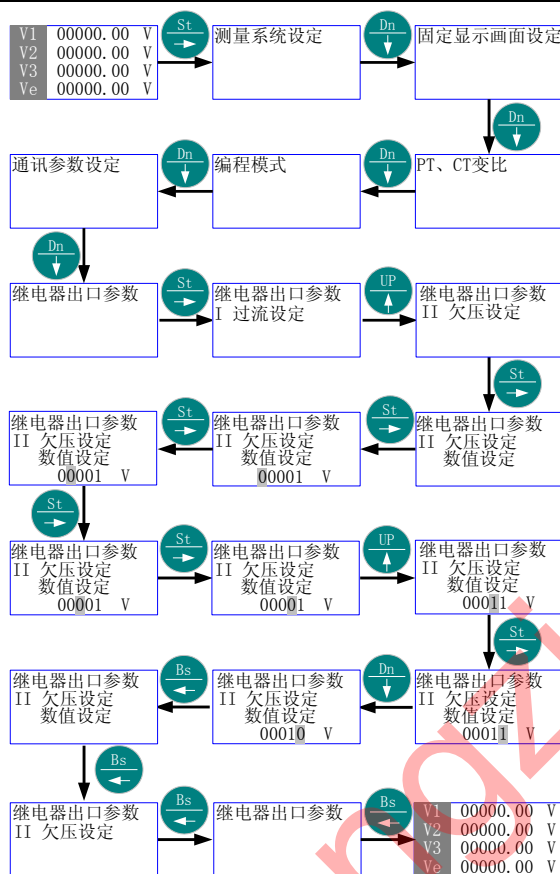 V1 00000.00 V
V2 00000.00 V
V3 00000.00 V
Ve 00000.00 V
St
测量系统设定
Dn
固定显示画面设定
Dn
PT、CT变比
Dn
编程模式
Dn
通讯参数设定
Dn
继电器出口参数
St
继电器出口参数
I 过流设定
UP
继电器出口参数
II 欠压设定
St
继电器出口参数
II 欠压设定
数值设定
St
继电器出口参数
II 欠压设定
数值设定
00001 V
St
继电器出口参数
II 欠压设定
数值设定
00001 V
St
继电器出口参数
II 欠压设定
数值设定
00001 V
St
继电器出口参数
II 欠压设定
数值设定
00001 V
UP
继电器出口参数
II 欠压设定
数值设定
00011 V
St
继电器出口参数
II 欠压设定
数值设定
00011 V
Dn
继电器出口参数
II 欠压设定
数值设定
00010 V
Bs
继电器出口参数
II 欠压设定
数值设定
Bs
继电器出口参数
II 欠压设定
Bs
继电器出口参数
Bs
V1 00000.00 V
V2 00000.00 V
V3 00000.00 V
Ve 00000.00 V